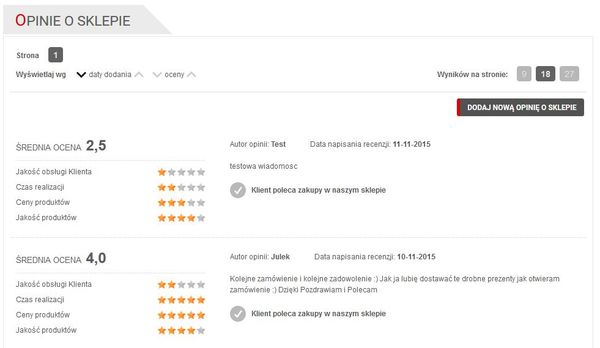 OPINIE O SKLEPIE
Strona 1
Wyświetlaj wg daty dodania oceny Wyników na stronie: 9 18 27
DODAJ NOWĄ OPINIĘ O SKLEPIE
ŚREDNIA OCENA 2,5
Jakość obsługi Klienta
Czas realizacji
Ceny produktów
Jakość produktów
Autor opinii: Test Data napisania recenzji: 11-11-2015
testowa wiadomosc
Klient poleca zakupy w naszym sklepie
ŚREDNIA OCENA 4,0
Jakość obsługi Klienta
Czas realizacji
Ceny produktów
Jakość produktów
Autor opinii: Julek Data napisania recenzji: 10-11-2015
Kolejne zamówienie i kolejne zadowolenie :) Jak ja lubię dostawać te drobne prezenty jak otwieram
zamówienie :) Dzięki Pozdrawiam i Polecam
Klient poleca zakupy w naszym sklepie